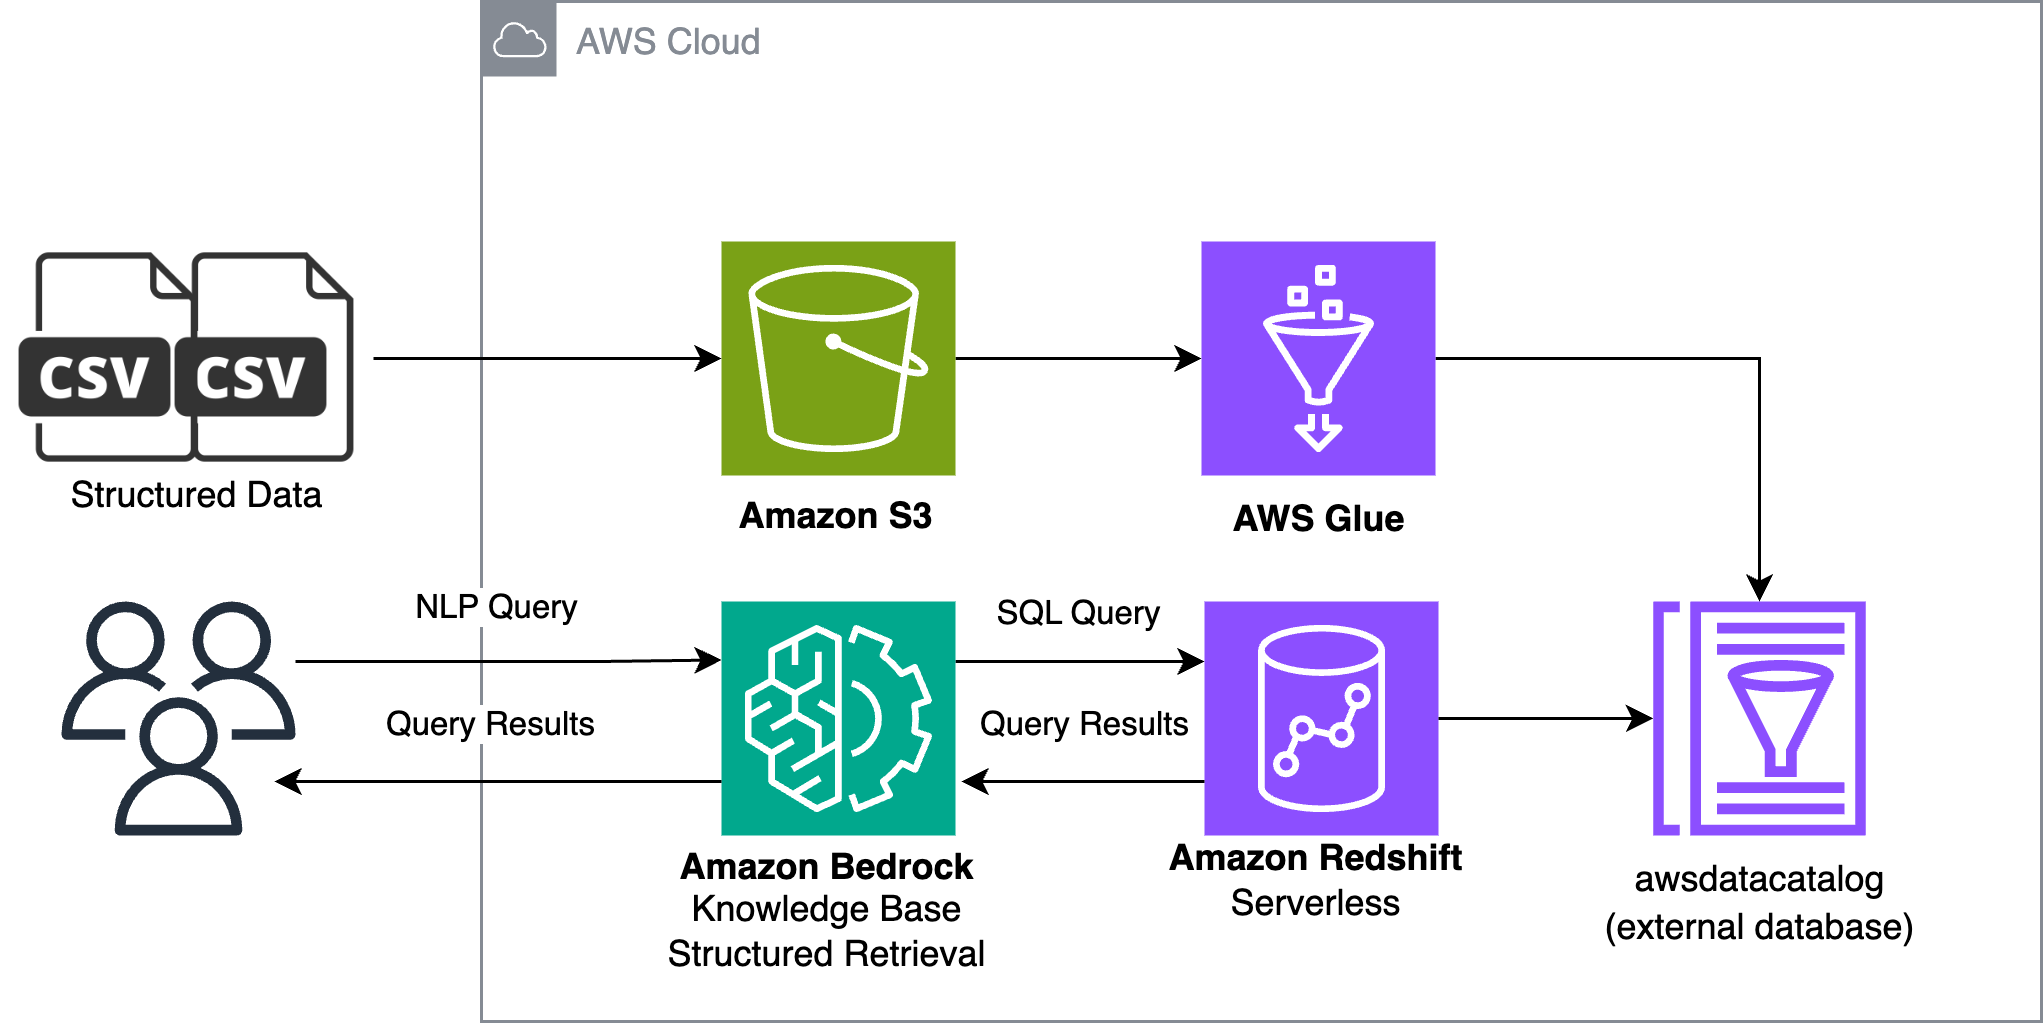 AWS Cloud
CSV CSV
Structured Data
Amazon S3
AWS Glue
NLP Query
SQL Query
Query Results
Query Results
Amazon Bedrock
Knowledge Base
Structured Retrieval
Amazon Redshift
Serverless
awsdatacatalog
(external database)